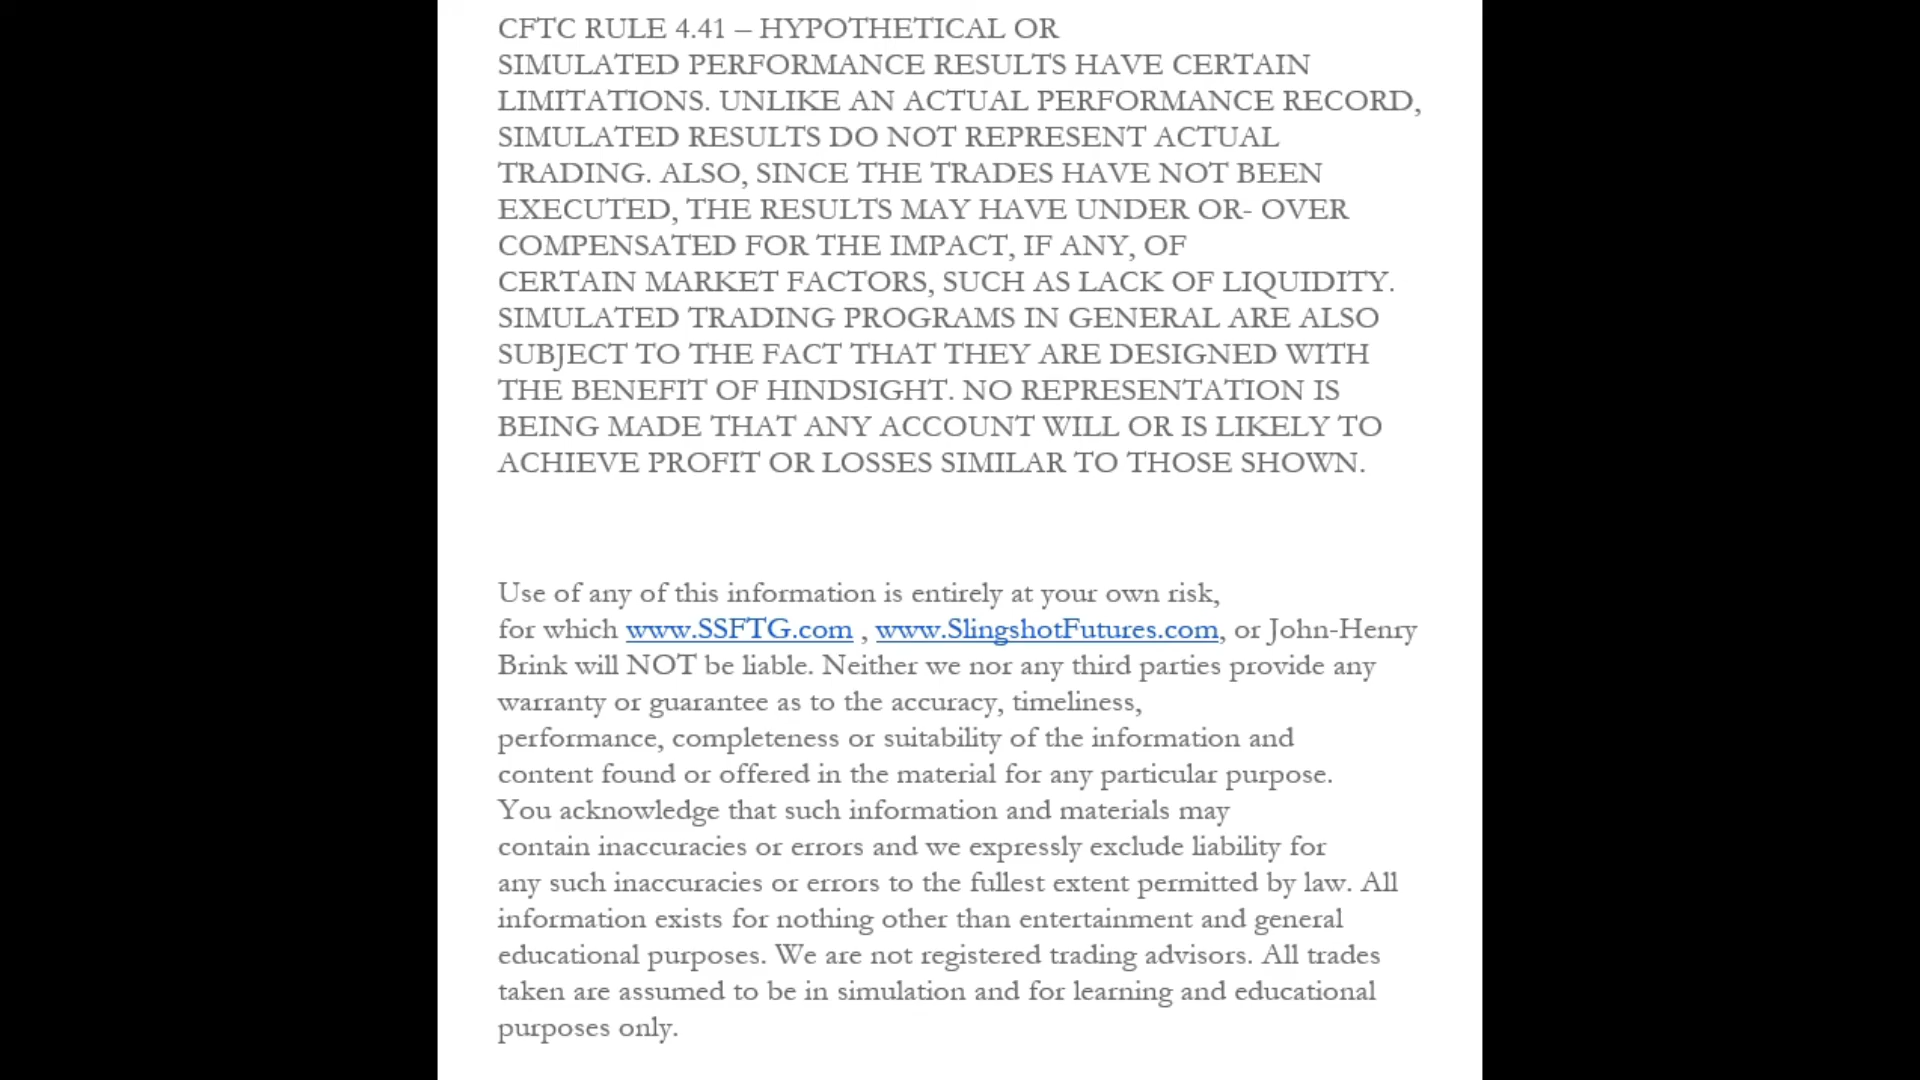 CFTC RULE 4.41 – HYPOTHETICAL OR
SIMULATED PERFORMANCE RESULTS HAVE CERTAIN
LIMITATIONS. UNLIKE AN ACTUAL PERFORMANCE RECORD,
SIMULATED RESULTS DO NOT REPRESENT ACTUAL
TRADING. ALSO, SINCE THE TRADES HAVE NOT BEEN
EXECUTED, THE RESULTS MAY HAVE UNDER OR- OVER
COMPENSATED FOR THE IMPACT, IF ANY, OF
CERTAIN MARKET FACTORS, SUCH AS LACK OF LIQUIDITY.
SIMULATED TRADING PROGRAMS IN GENERAL ARE ALSO
SUBJECT TO THE FACT THAT THEY ARE DESIGNED WITH
THE BENEFIT OF HINDSIGHT. NO REPRESENTATION IS
BEING MADE THAT ANY ACCOUNT WILL OR IS LIKELY TO
ACHIEVE PROFIT OR LOSSES SIMILAR TO THOSE SHOWN.
Use of any of this information is entirely at your own risk,
for which www.SSFTG.com , www.SlingshotFutures.com, or John-Henry
Brink will NOT be liable. Neither we nor any third parties provide any
warranty or guarantee as to the accuracy, timeliness,
performance, completeness or suitability of the information and
content found or offered in the material for any particular purpose.
You acknowledge that such information and materials may
contain inaccuracies or errors and we expressly exclude liability for
any such inaccuracies or errors to the fullest extent permitted by law. All
information exists for nothing other than entertainment and general
educational purposes. We are not registered trading advisors. All trades
taken are assumed to be in simulation and for learning and educational
purposes only.